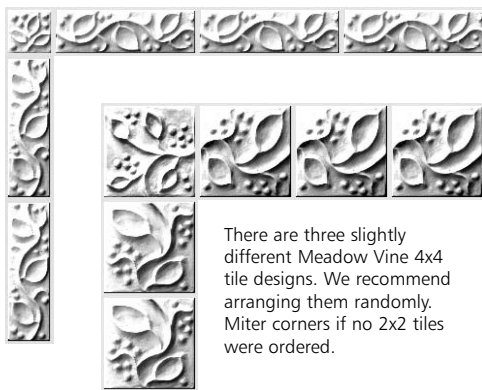 There are three slightly
different Meadow Vine 4x4
tile designs. We recommend
arranging them randomly.
Miter corners if no 2x2 tiles
were ordered.